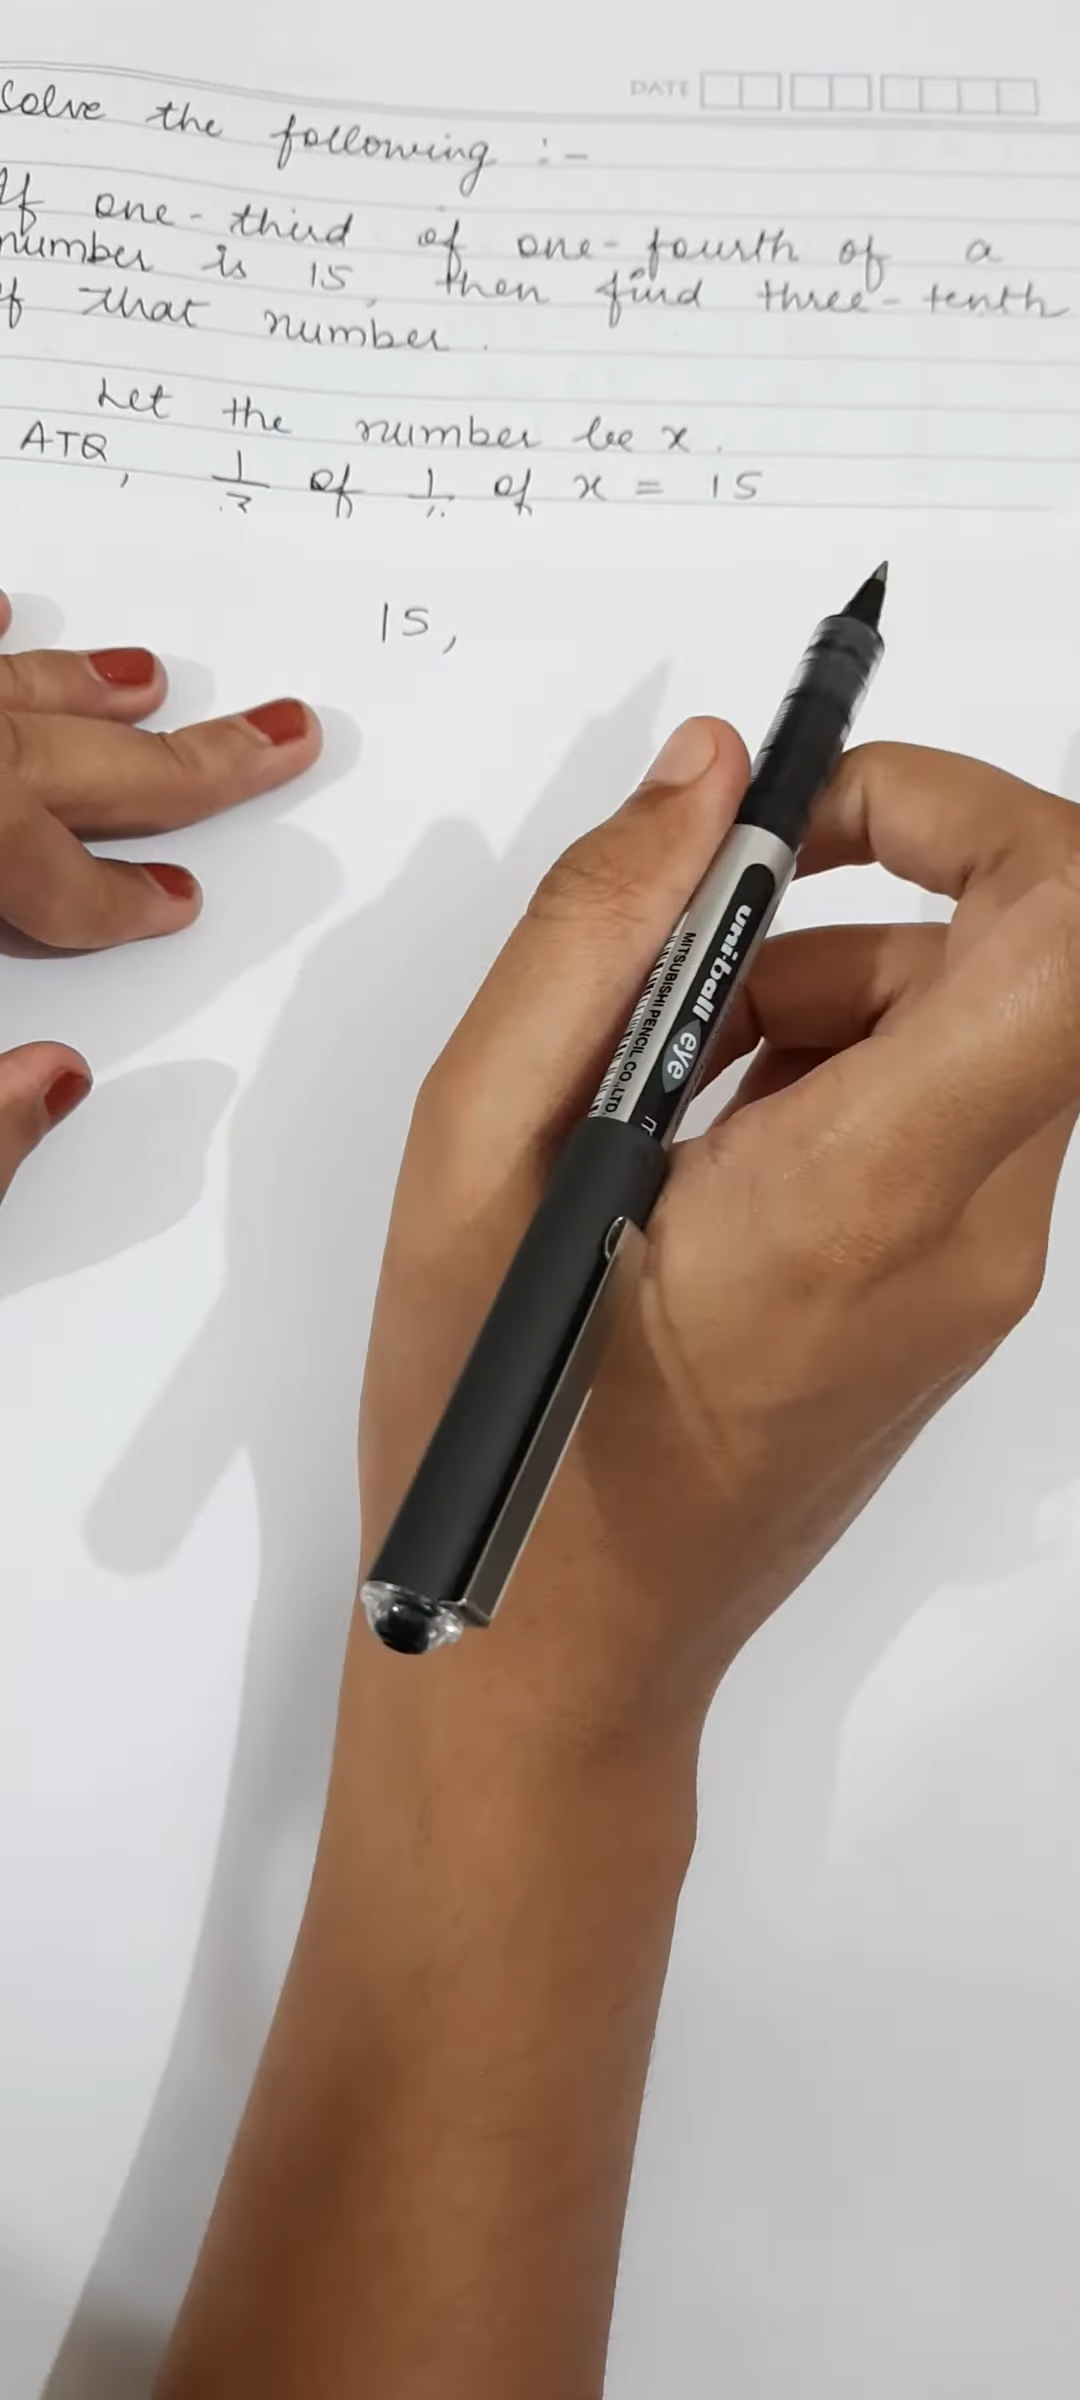 DATE
Solve the following :-
If one-third of one-fourth of a
number is 15, then find three-tenth
of that number.
Let the number be x.
ATQ, 1/3 of 1/ of x = 15
15,
uni-ball eye
MITSUBISHI PENCIL CO.,LTD.